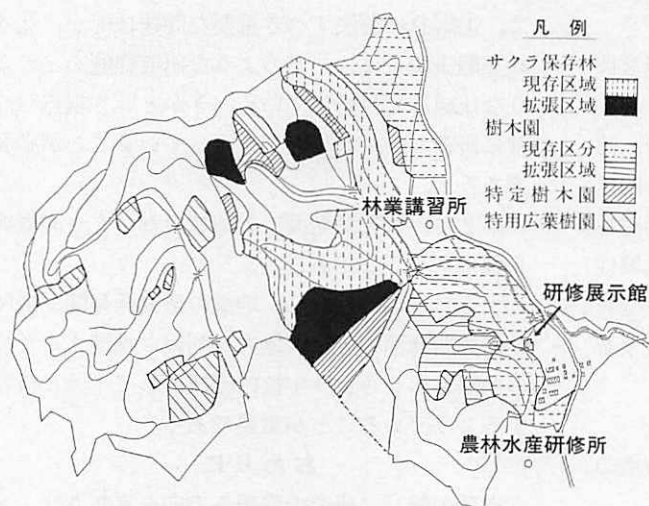 凡例
サクラ保存林
現存区域
拡張区域
樹木園
現存区分
拡張区域
特定樹木園
特用広葉樹園
林業講習所
研修展示館
農林水産研修所